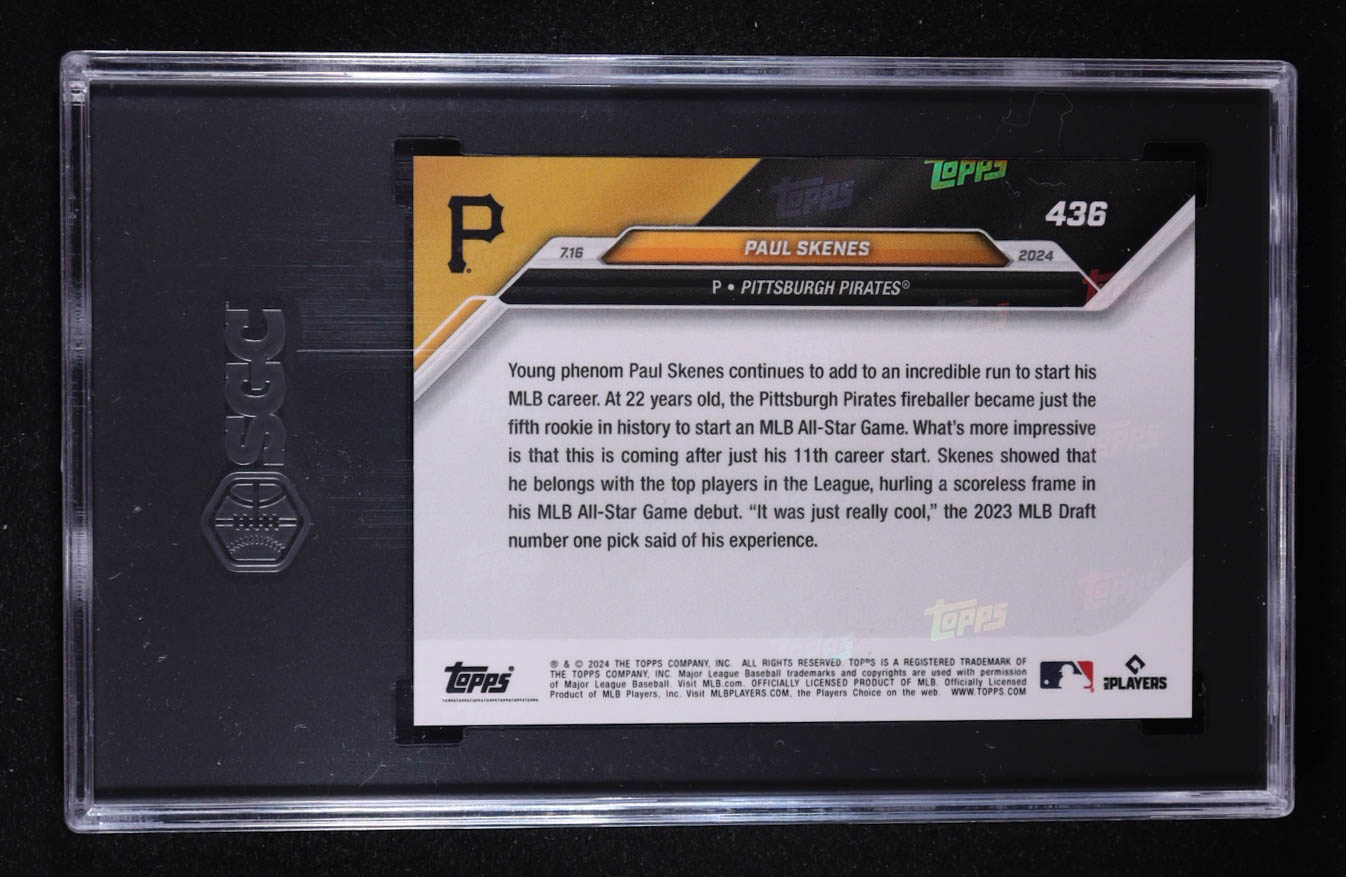 P
TOPPS
TOPPS
436
7.16
PAUL SKENES
2024
P • PITTSBURGH PIRATES®
SGC
Young phenom Paul Skenes continues to add to an incredible run to start his
MLB career. At 22 years old, the Pittsburgh Pirates fireballer became just the
fifth rookie in history to start an MLB All-Star Game. What's more impressive
is that this is coming after just his 11th career start. Skenes showed that
he belongs with the top players in the League, hurling a scoreless frame in
his MLB All-Star Game debut. “It was just really cool,” the 2023 MLB Draft
number one pick said of his experience.
TOPPS
TOPPS
TOPPS®
® & © 2024 THE TOPPS COMPANY, INC. ALL RIGHTS RESERVED. TOPPS IS A REGISTERED TRADEMARK OF
THE TOPPS COMPANY, INC. Major League Baseball trademarks and copyrights are used with permission
of Major League Baseball. Visit MLB.com. OFFICIALLY LICENSED PRODUCT OF MLB. Officially Licensed
Product of MLB Players, Inc. Visit MLBPLAYERS.COM, the Players Choice on the web. WWW.TOPPS.COM
PLAYERS